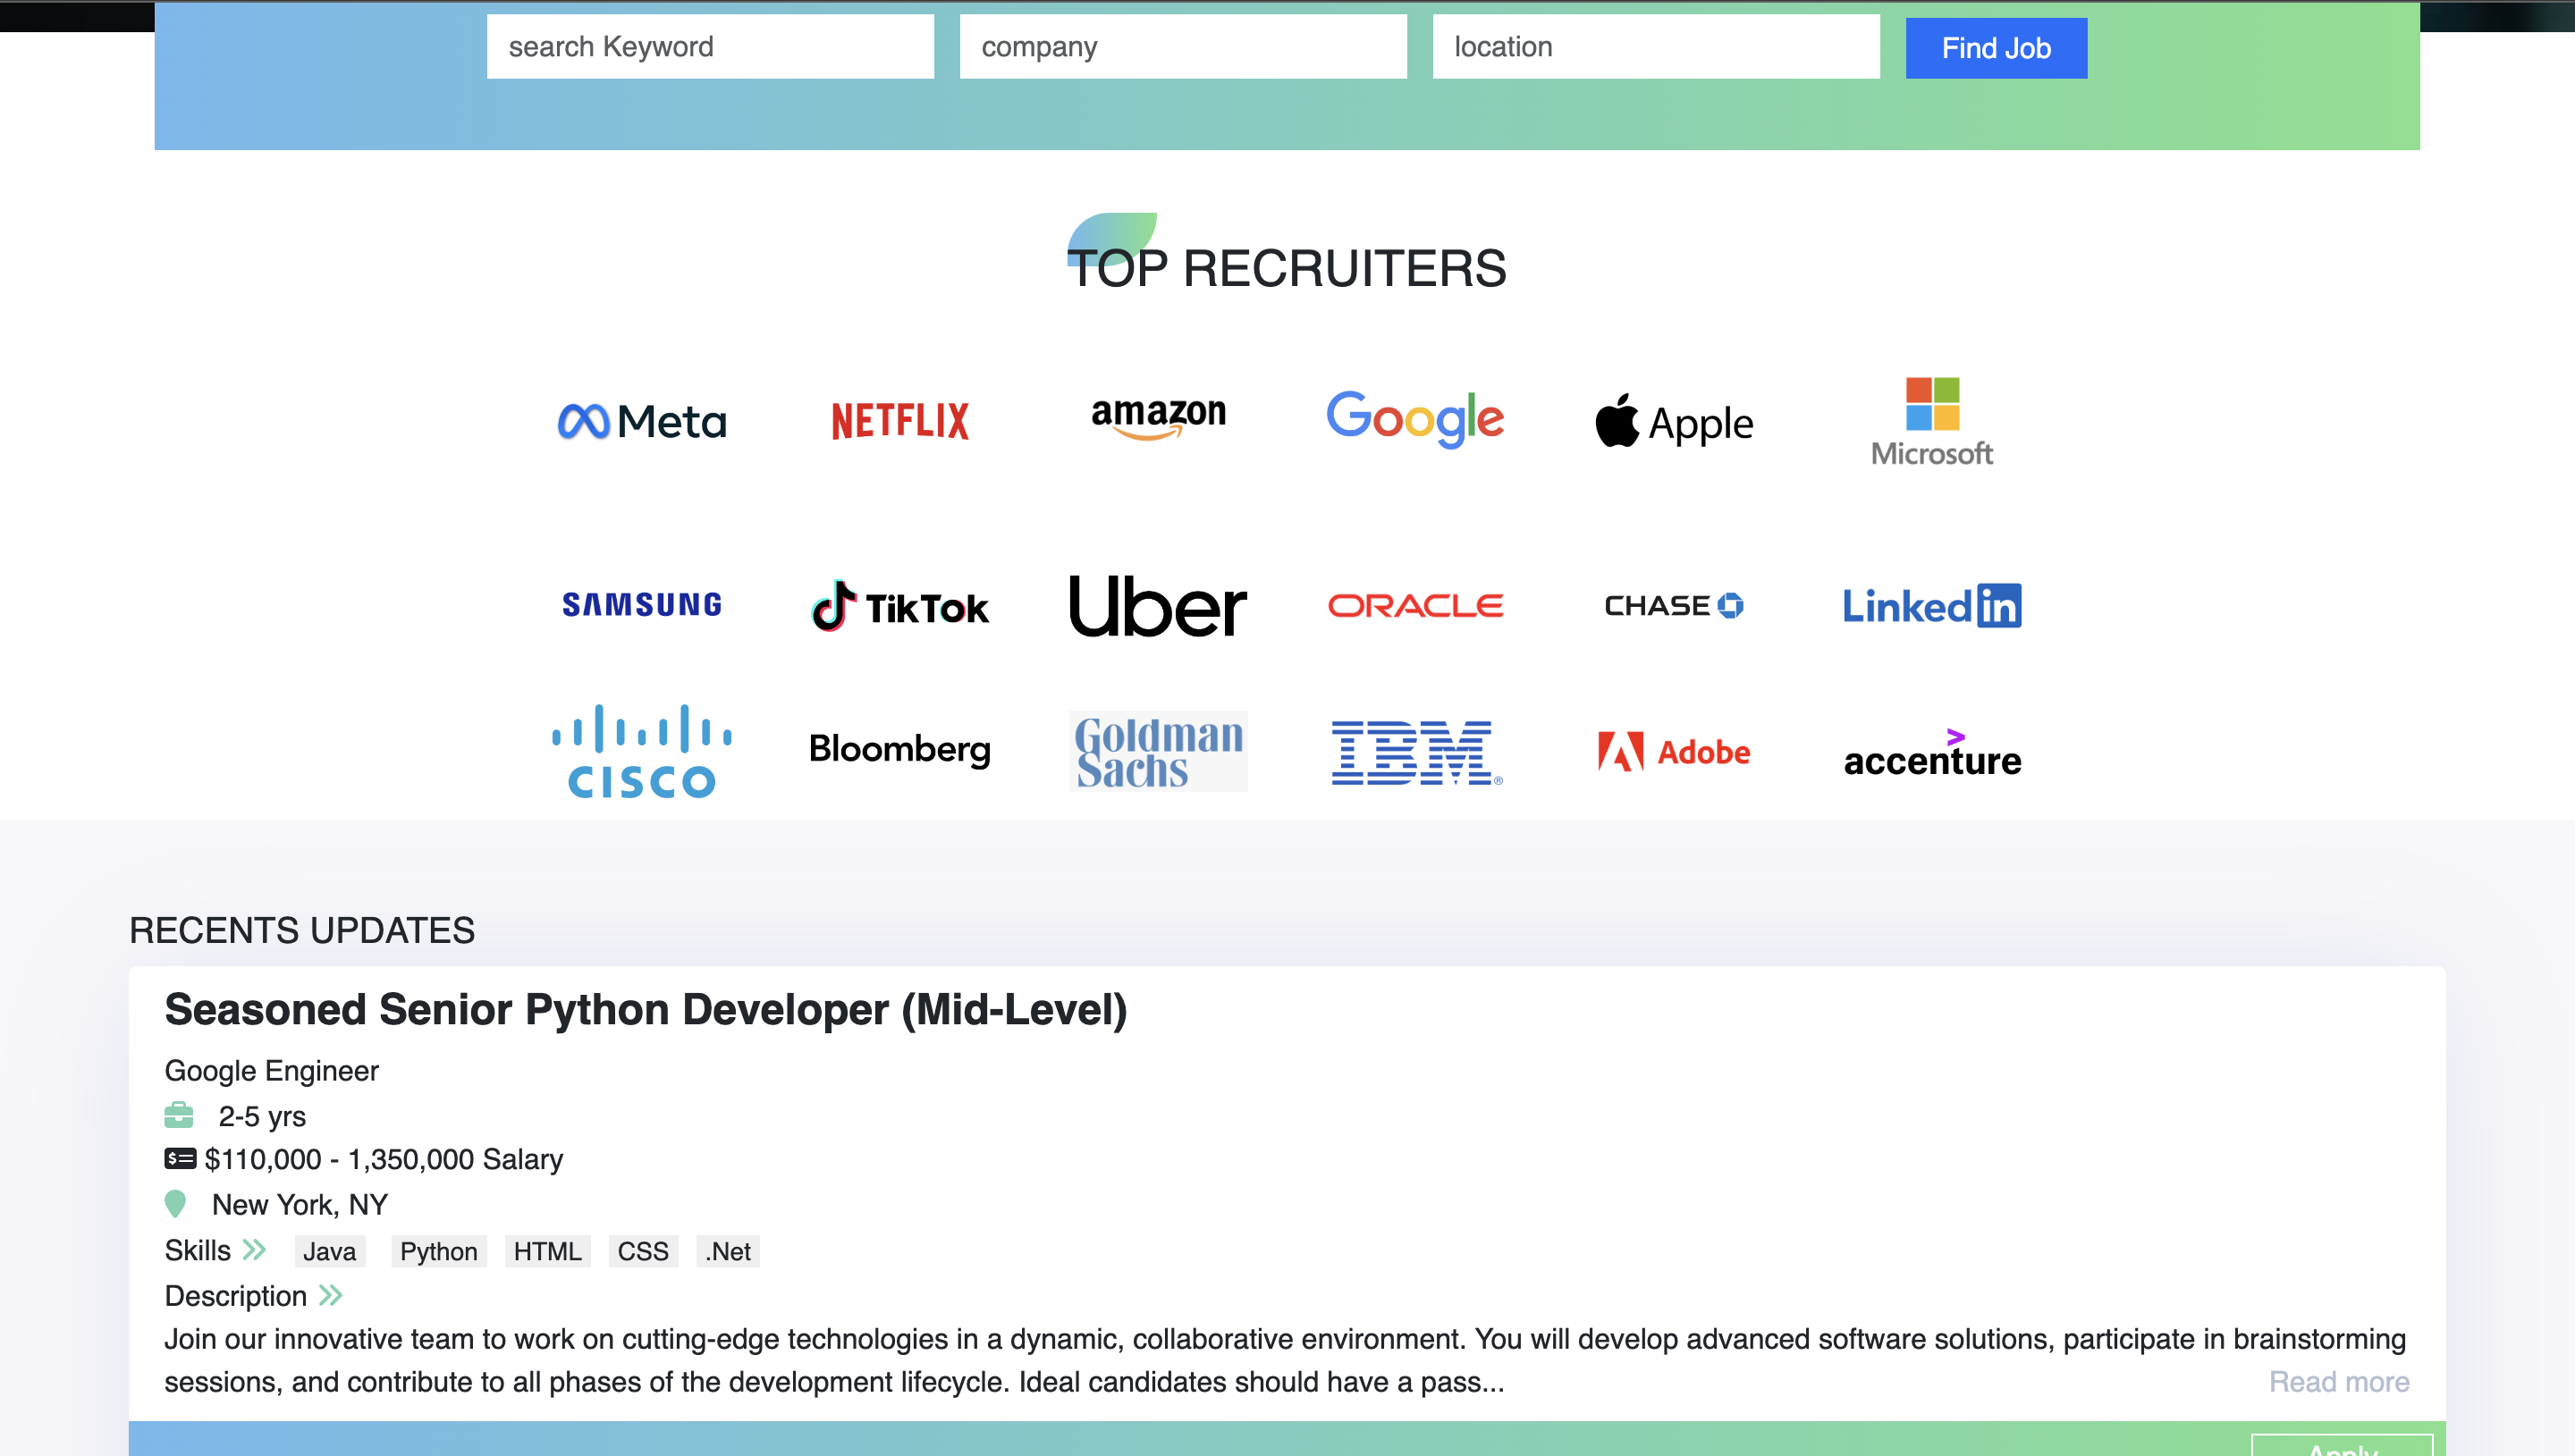 search Keyword company location Find Job
TOP RECRUITERS
Meta NETFLIX amazon Google Apple Microsoft
SAMSUNG TikTok Uber ORACLE CHASE Linked in
CISCO Bloomberg Goldman Sachs IBM® Adobe accenture
RECENTS UPDATES
Seasoned Senior Python Developer (Mid-Level)
Google Engineer
2-5 yrs
$110,000 - 1,350,000 Salary
New York, NY
Skills Java Python HTML CSS .Net
Description
Join our innovative team to work on cutting-edge technologies in a dynamic, collaborative environment. You will develop advanced software solutions, participate in brainstorming
sessions, and contribute to all phases of the development lifecycle. Ideal candidates should have a pass... Read more
Apply